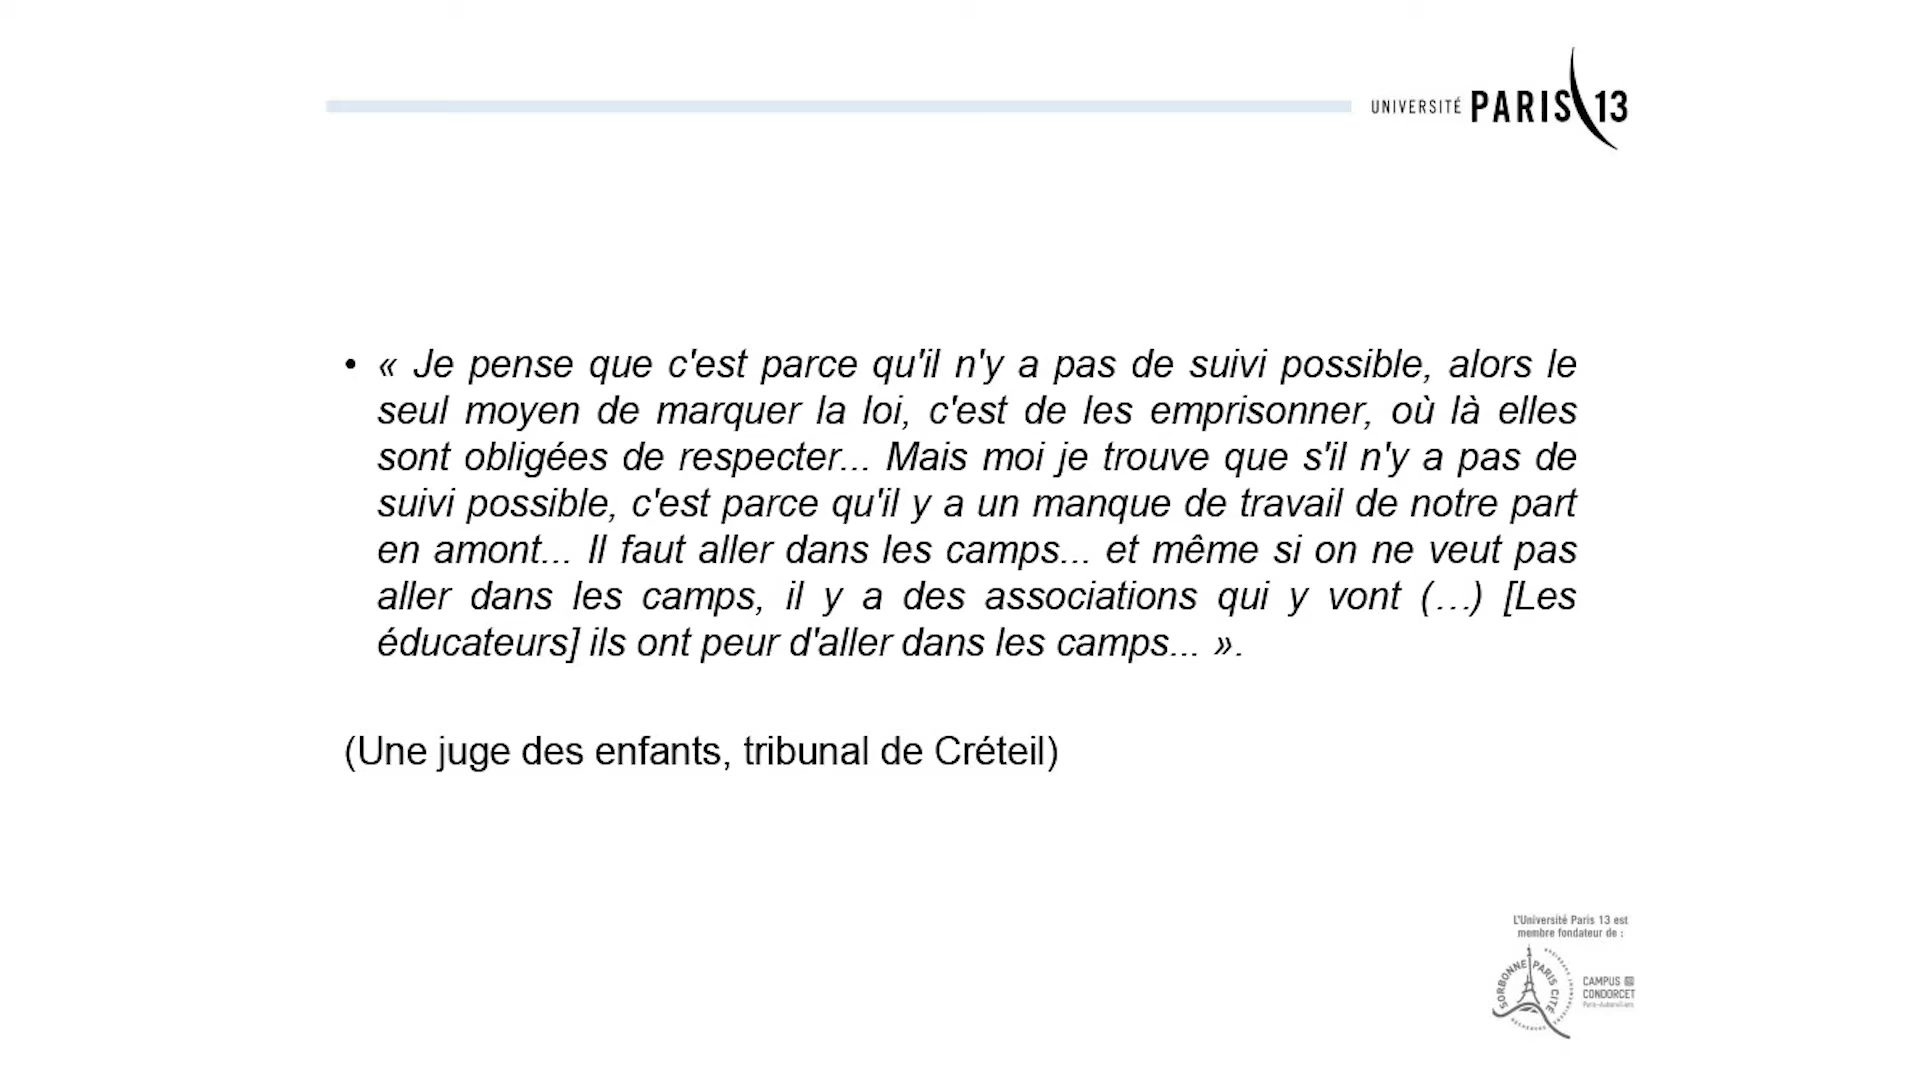 UNIVERSITÉ PARIS 13
• « Je pense que c'est parce qu'il n'y a pas de suivi possible, alors le
seul moyen de marquer la loi, c'est de les emprisonner, où là elles
sont obligées de respecter... Mais moi je trouve que s'il n'y a pas de
suivi possible, c'est parce qu'il y a un manque de travail de notre part
en amont... Il faut aller dans les camps... et même si on ne veut pas
aller dans les camps, il y a des associations qui y vont (…) [Les
éducateurs] ils ont peur d'aller dans les camps... ».
(Une juge des enfants, tribunal de Créteil)
L'Université Paris 13 est
membre fondateur de :
SORBONNE PARIS CITÉ
CAMPUS
CONDORCET